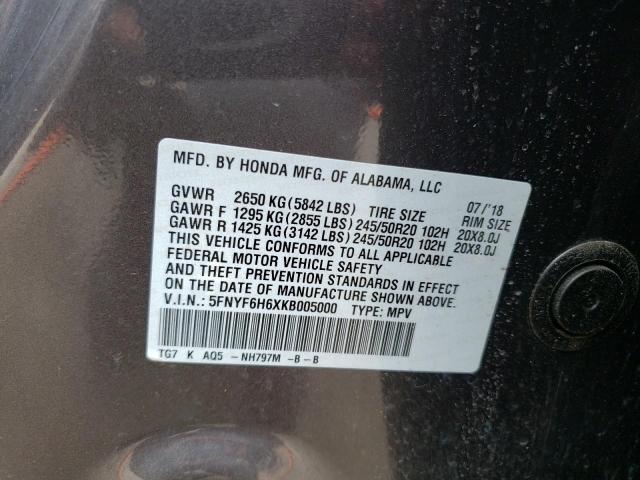 MFD. BY HONDA MFG. OF ALABAMA, LLC
07/'18
GVWR 2650 KG (5842 LBS) TIRE SIZE RIM SIZE
GAWR F 1295 KG (2855 LBS) 245/50R20 102H 20X8.0J
GAWR R 1425 KG (3142 LBS) 245/50R20 102H 20X8.0J
THIS VEHICLE CONFORMS TO ALL APPLICABLE
FEDERAL MOTOR VEHICLE SAFETY
AND THEFT PREVENTION STANDARDS IN EFFECT
ON THE DATE OF MANUFACTURE SHOWN ABOVE.
V.I.N.: 5FNYF6H6XKB005000 TYPE: MPV
TG7 K AQ5 -NH797M -B-B